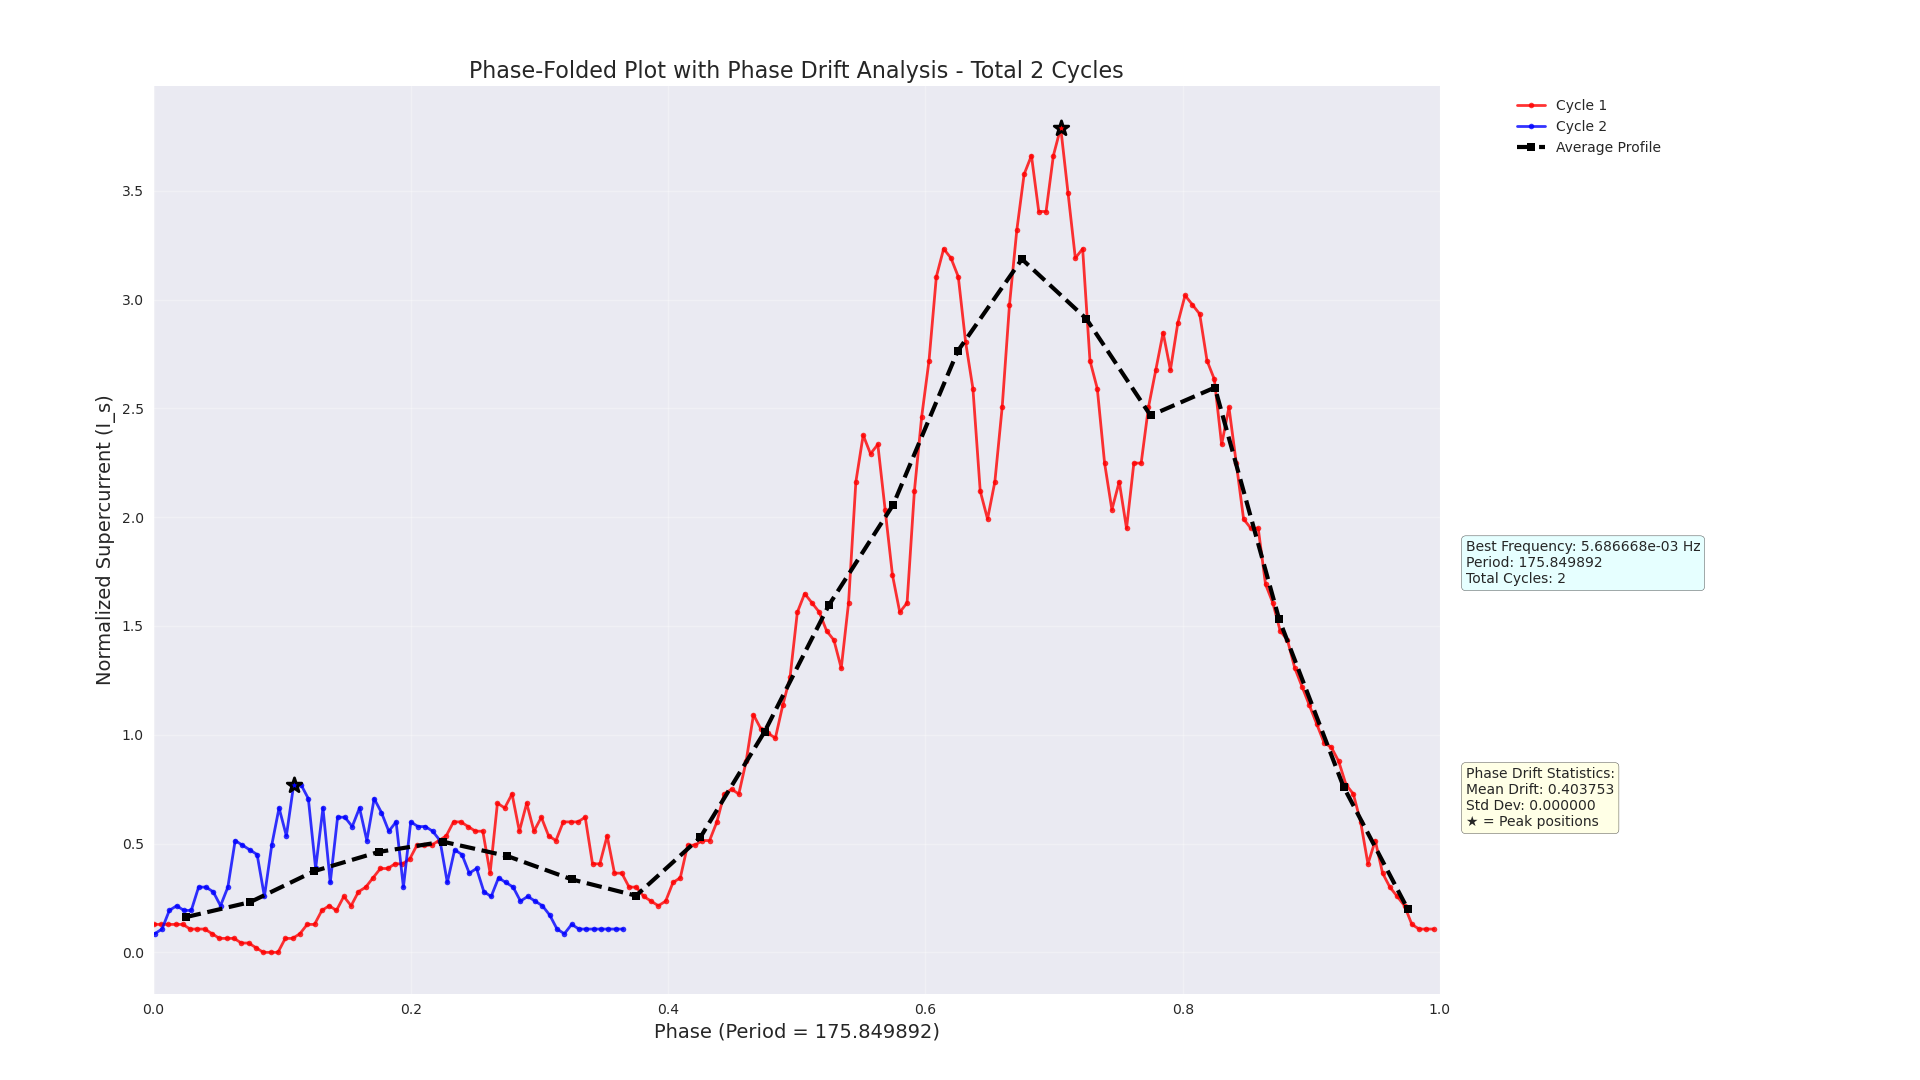 Phase-Folded Plot with Phase Drift Analysis - Total 2 Cycles
Normalized Supercurrent (I_s)
3.5
3.0
2.5
2.0
1.5
1.0
0.5
0.0
0.0 0.2 0.4 0.6 0.8 1.0
Phase (Period = 175.849892)
Cycle 1
Cycle 2
Average Profile
Best Frequency: 5.686668e-03 Hz
Period: 175.849892
Total Cycles: 2
Phase Drift Statistics:
Mean Drift: 0.403753
Std Dev: 0.000000
★ = Peak positions